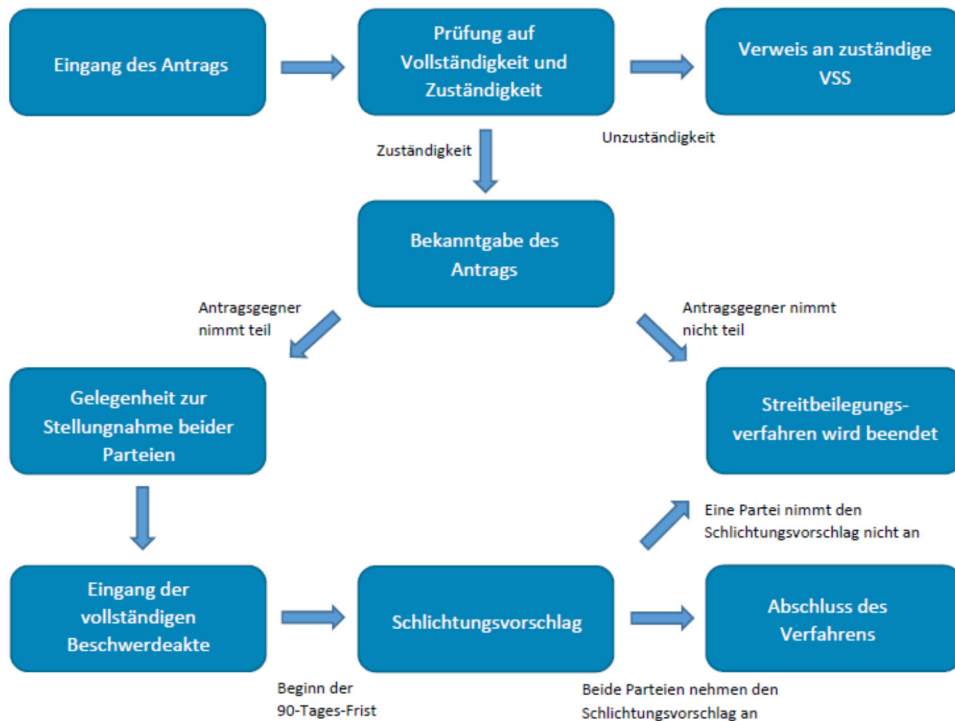 Eingang des Antrags
Prüfung auf
Vollständigkeit und
Zuständigkeit
Verweis an zuständige
VSS
Zuständigkeit
Unzuständigkeit
Bekanntgabe des
Antrags
Antragsgegner
nimmt teil
Antragsgegner nimmt
nicht teil
Gelegenheit zur
Stellungnahme beider
Parteien
Streitbeilegungs-
verfahren wird beendet
Eine Partei nimmt den
Schlichtungsvorschlag nicht an
Eingang der
vollständigen
Beschwerdeakte
Schlichtungsvorschlag
Abschluss des
Verfahrens
Beginn der
90-Tages-Frist
Beide Parteien nehmen den
Schlichtungsvorschlag an